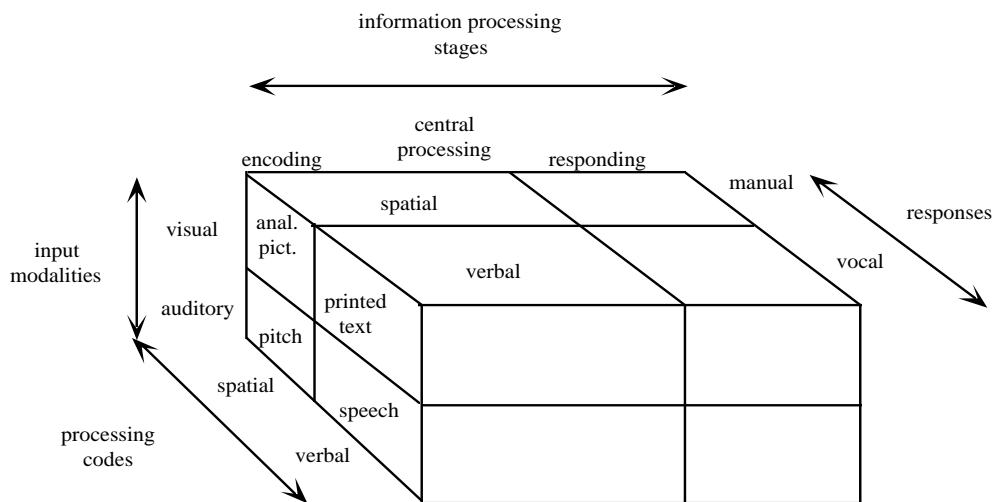 information processing
stages
central
processing
encoding
responding
manual
spatial
responses
visual
anal.
pict.
input
modalities
verbal
vocal
auditory
printed
text
pitch
spatial
speech
processing
codes
verbal